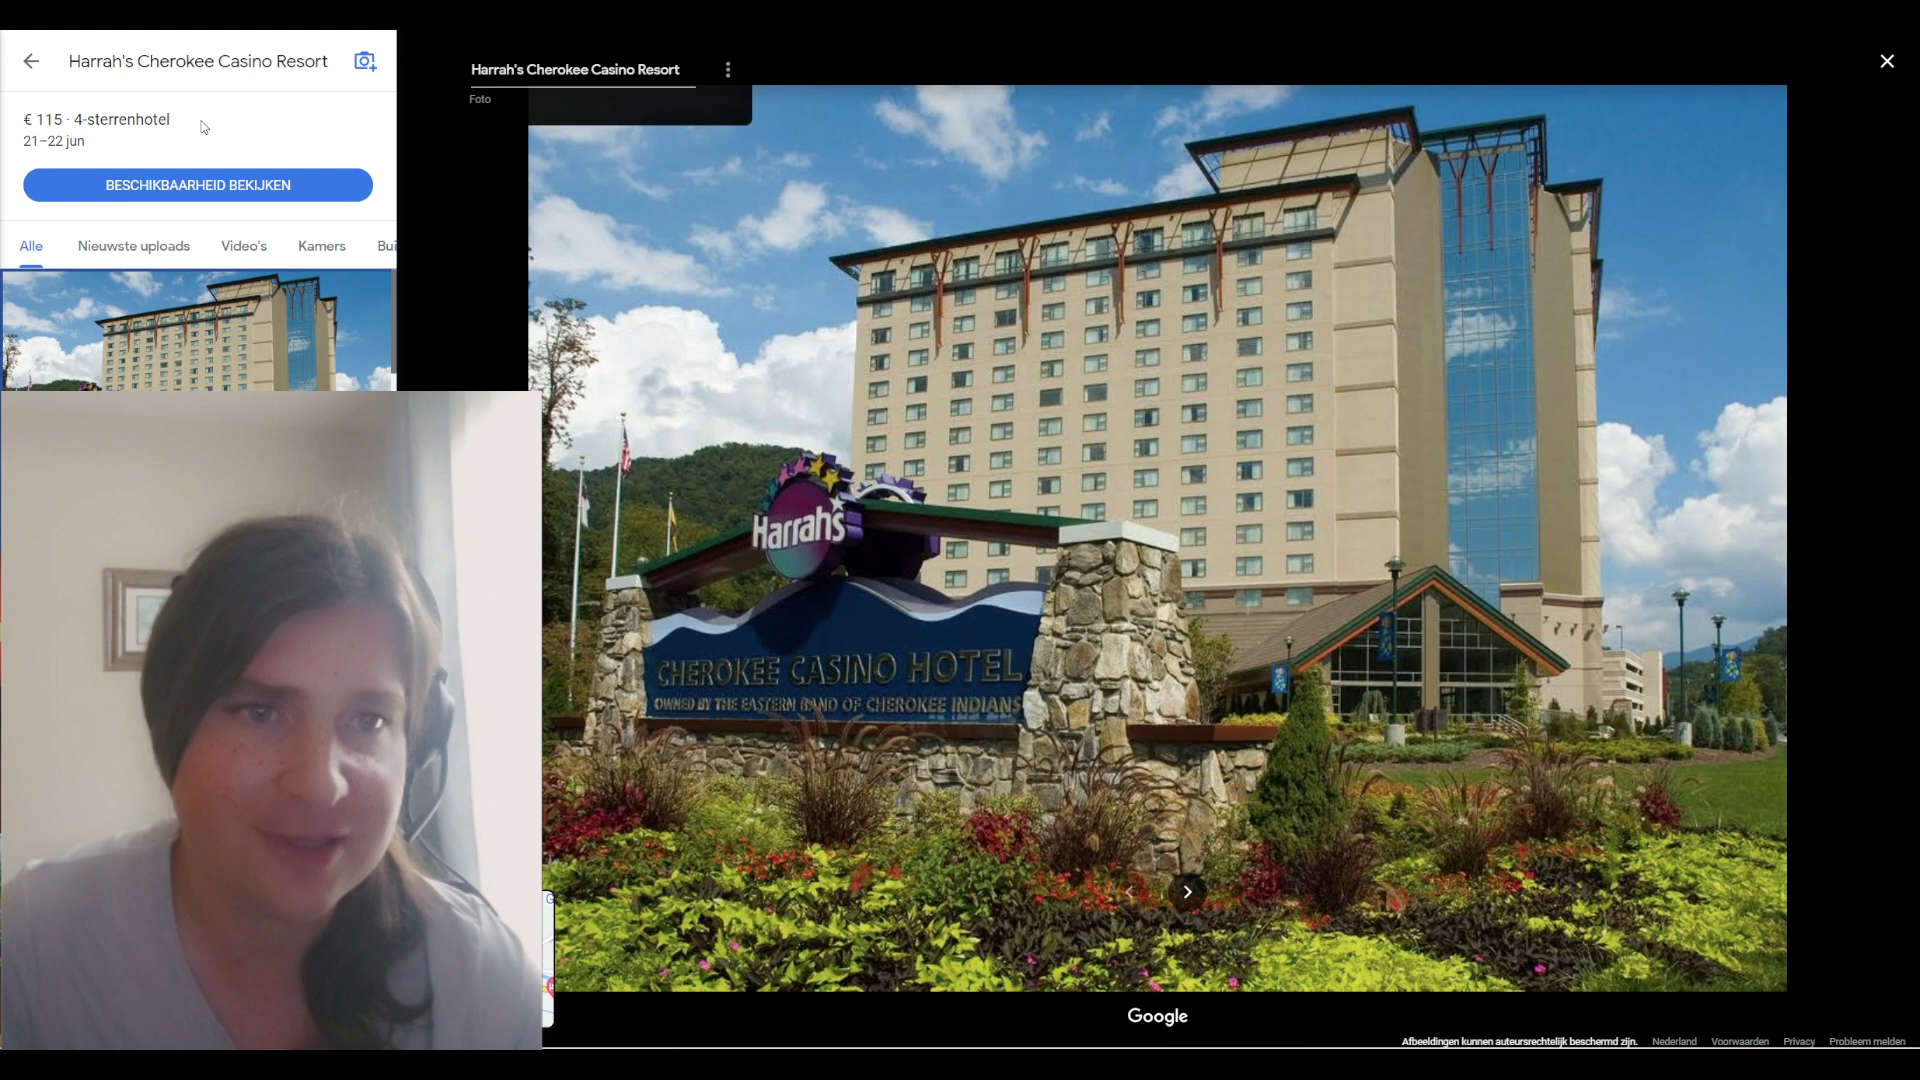 Harrah's Cherokee Casino Resort
€ 115 · 4-sterrenhotel
21–22 jun
BESCHIKBAARHEID BEKIJKEN
Alle
Nieuwste uploads
Video's
Kamers
Bui
Harrah's Cherokee Casino Resort
Foto
Harrah's
CHEROKEE CASINO HOTEL
OWNED BY THE EASTERN BAND OF CHEROKEE INDIANS
G
Google
Afbeeldingen kunnen auteursrechtelijk beschermd zijn.
Nederland
Voorwaarden
Privacy
Probleem melden